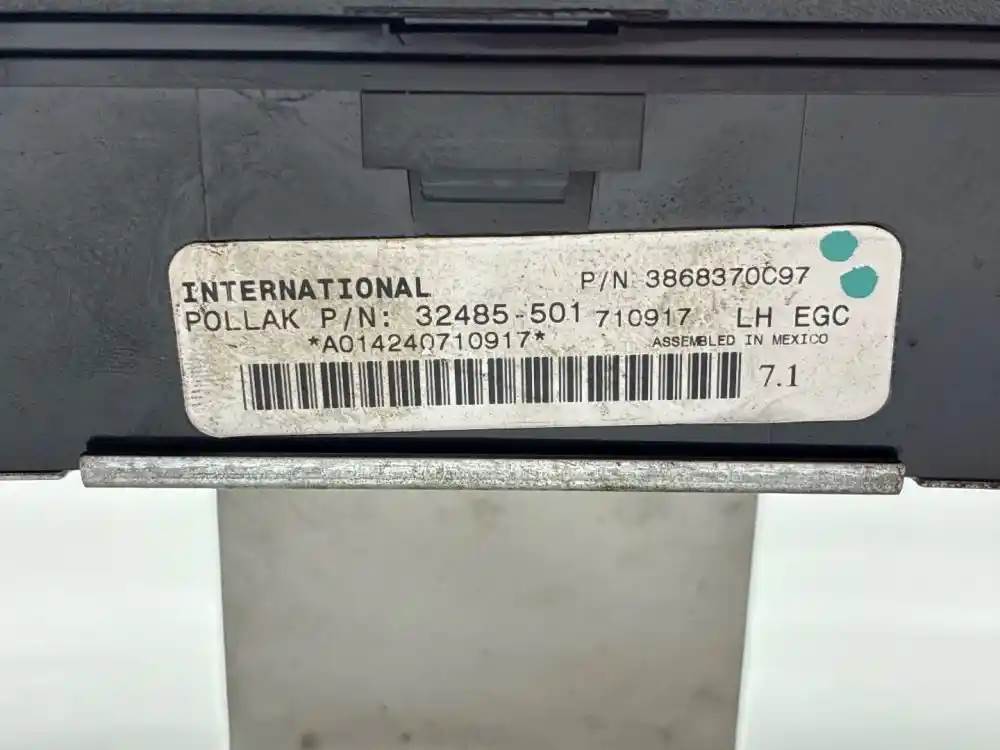 INTERNATIONAL P/N 3868370C97
POLLAK P/N: 32485-501 710917 LH EGC
*A014240710917* ASSEMBLED IN MEXICO
7.1